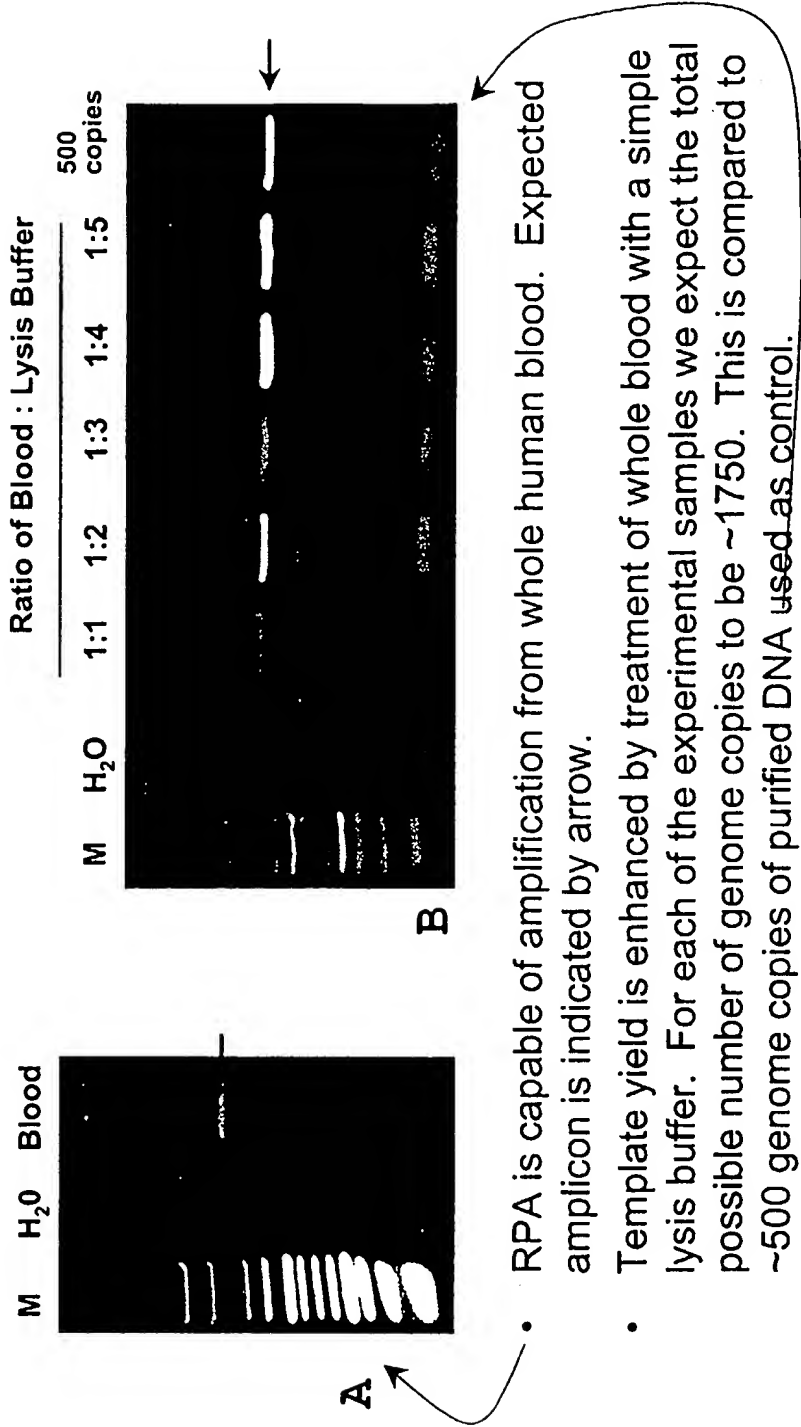 Ratio of Blood : Lysis Buffer
M H20 Blood
M H2O 1:1 1:2 1:3 1:4 1:5 500 copies
A
B
• RPA is capable of amplification from whole human blood. Expected
amplicon is indicated by arrow.
• Template yield is enhanced by treatment of whole blood with a simple
lysis buffer. For each of the experimental samples we expect the total
possible number of genome copies to be ~1750. This is compared to
~500 genome copies of purified DNA used as control.